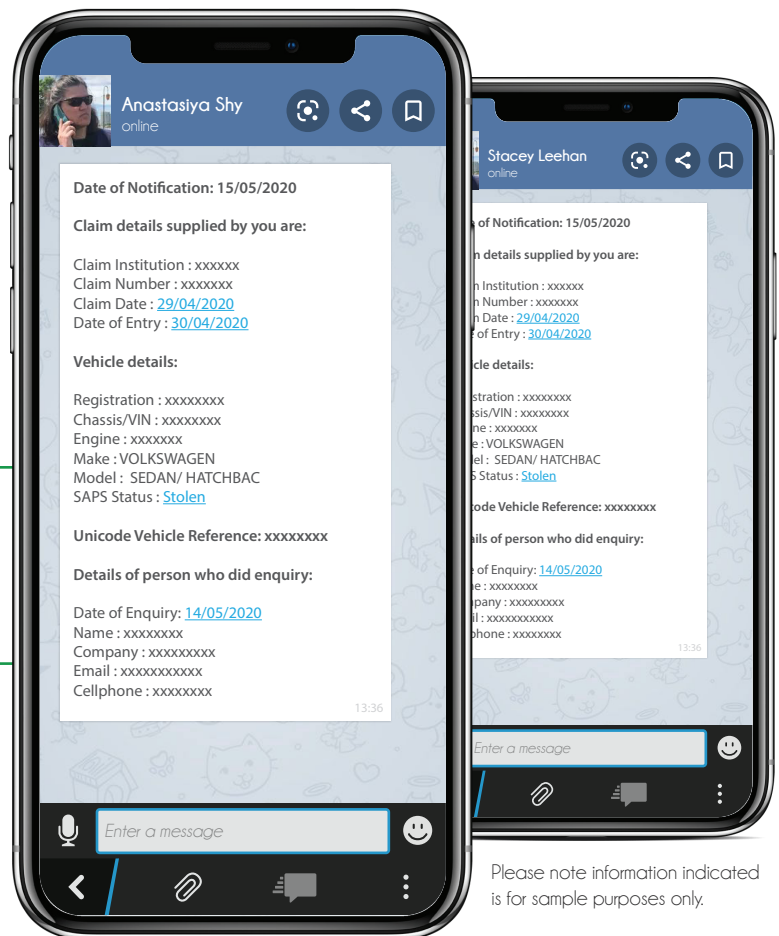 Anastasiya Shy
online
Date of Notification: 15/05/2020
Claim details supplied by you are:
Claim Institution : xxxxxx
Claim Number : xxxxxxx
Claim Date : 29/04/2020
Date of Entry : 30/04/2020
Vehicle details:
Registration : xxxxxxxx
Chassis/VIN : xxxxxxxx
Engine : xxxxxxx
Make : VOLKSWAGEN
Model :  SEDAN/ HATCHBAC
SAPS Status : Stolen
Unicode Vehicle Reference: xxxxxxxx
Details of person who did enquiry:
Date of Enquiry: 14/05/2020
Name : xxxxxxxx
Company : xxxxxxxxx
Email : xxxxxxxxxxx
Cellphone : xxxxxxxx
13:36
Enter a message
Stacey Leehan
online
of Notification: 15/05/2020
details supplied by you are:
Institution : xxxxxx
Number : xxxxxxx
Date : 29/04/2020
of Entry : 30/04/2020
icle details:
stration : xxxxxxxx
ssis/VIN : xxxxxxxx
ne : xxxxxxx
e : VOLKSWAGEN
el :  SEDAN/ HATCHBAC
S Status : Stolen
code Vehicle Reference: xxxxxxxx
ails of person who did enquiry:
of Enquiry: 14/05/2020
e : xxxxxxxx
pany : xxxxxxxxx
il : xxxxxxxxxxx
phone : xxxxxxxx
13:36
Enter a message
Please note information indicated
is for sample purposes only.